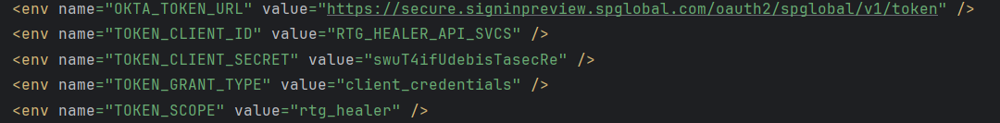 <env name="OKTA_TOKEN_URL" value="https://secure.signinpreview.spglobal.com/oauth2/spglobal/v1/token" />
<env name="TOKEN_CLIENT_ID" value="RTG_HEALER_API_SVCS" />
<env name="TOKEN_CLIENT_SECRET" value="swuT4ifUdebisTasecRe" />
<env name="TOKEN_GRANT_TYPE" value="client_credentials" />
<env name="TOKEN_SCOPE" value="rtg_healer" />